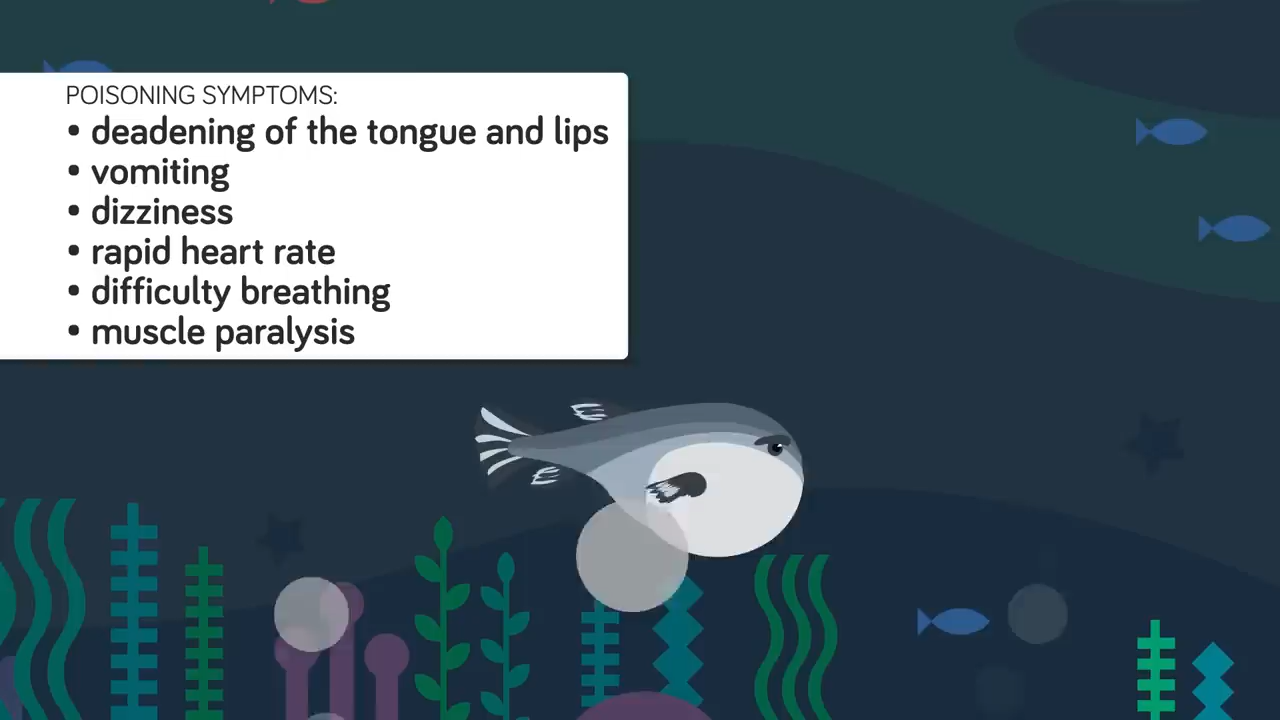 POISONING SYMPTOMS:
• deadening of the tongue and lips
• vomiting
• dizziness
• rapid heart rate
• difficulty breathing
• muscle paralysis